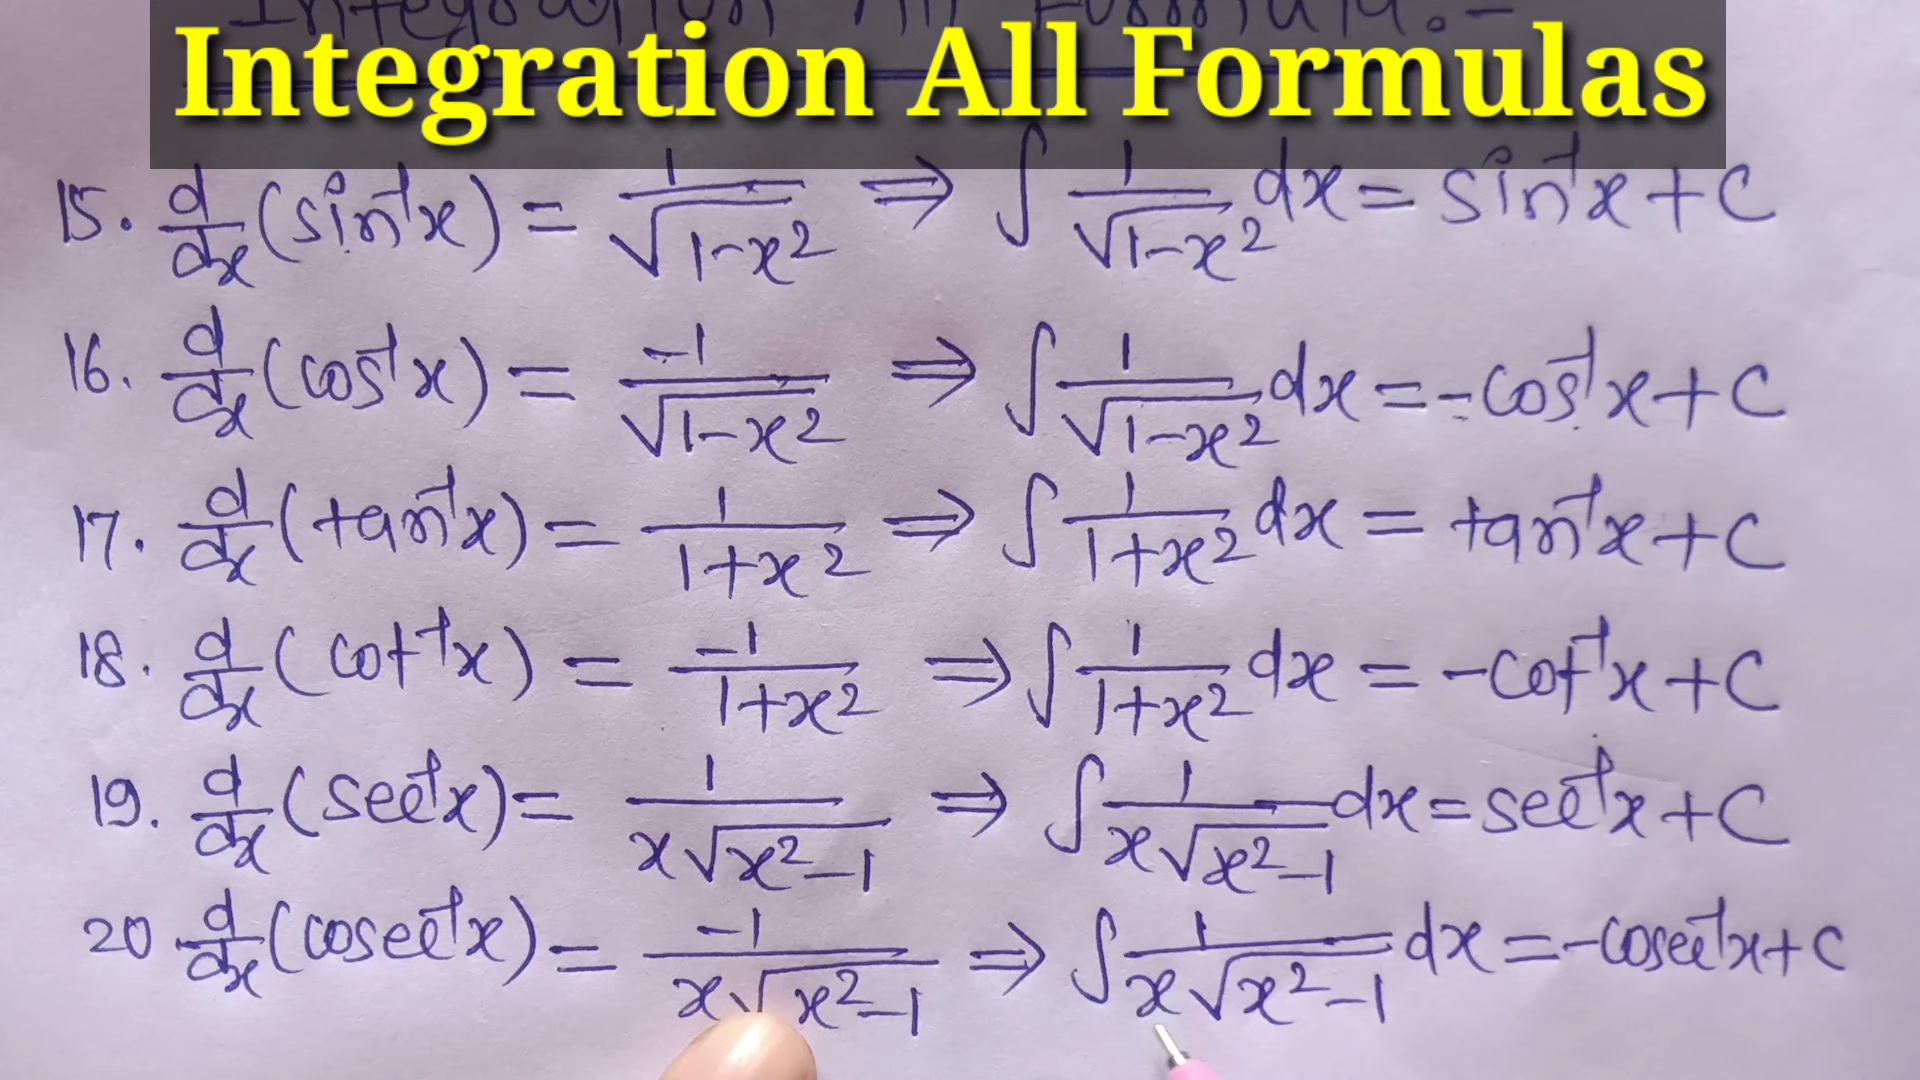 Integration All Formula:-
Integration All Formulas
15. d/dx (sin⁻¹x) = 1/√(1-x²) ⇒ ∫ 1/√(1-x²) dx = sin⁻¹x + C
16. d/dx (cos⁻¹x) = -1/√(1-x²) ⇒ ∫ 1/√(1-x²) dx = -cos⁻¹x + C
17. d/dx (tan⁻¹x) = 1/(1+x²) ⇒ ∫ 1/(1+x²) dx = tan⁻¹x + C
18. d/dx (cot⁻¹x) = -1/(1+x²) ⇒ ∫ 1/(1+x²) dx = -cot⁻¹x + C
19. d/dx (sec⁻¹x) = 1/(x√(x²-1)) ⇒ ∫ 1/(x√(x²-1)) dx = sec⁻¹x + C
20 d/dx (cosec⁻¹x) = -1/(x√(x²-1)) ⇒ ∫ 1/(x√(x²-1)) dx = -cosec⁻¹x + C